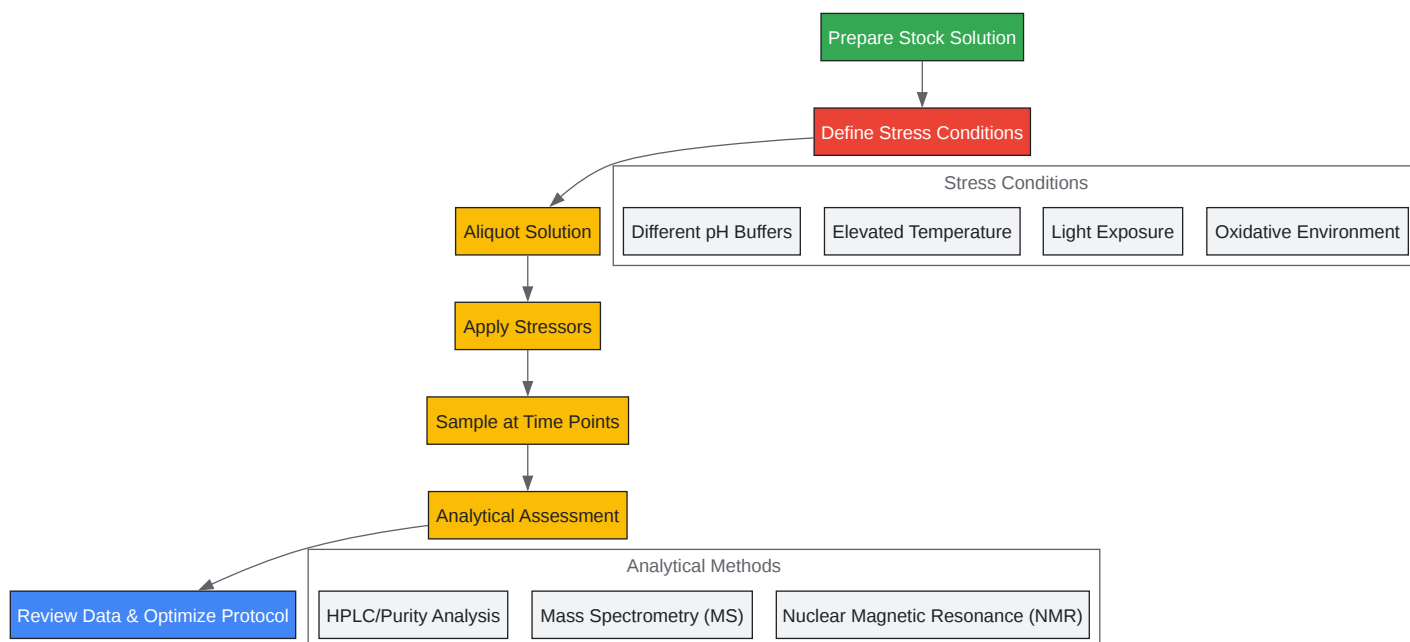 Prepare Stock Solution
Define Stress Conditions
Stress Conditions
Aliquot Solution
Different pH Buffers
Elevated Temperature
Light Exposure
Oxidative Environment
Apply Stressors
Sample at Time Points
Analytical Assessment
Analytical Methods
Review Data & Optimize Protocol
HPLC/Purity Analysis
Mass Spectrometry (MS)
Nuclear Magnetic Resonance (NMR)